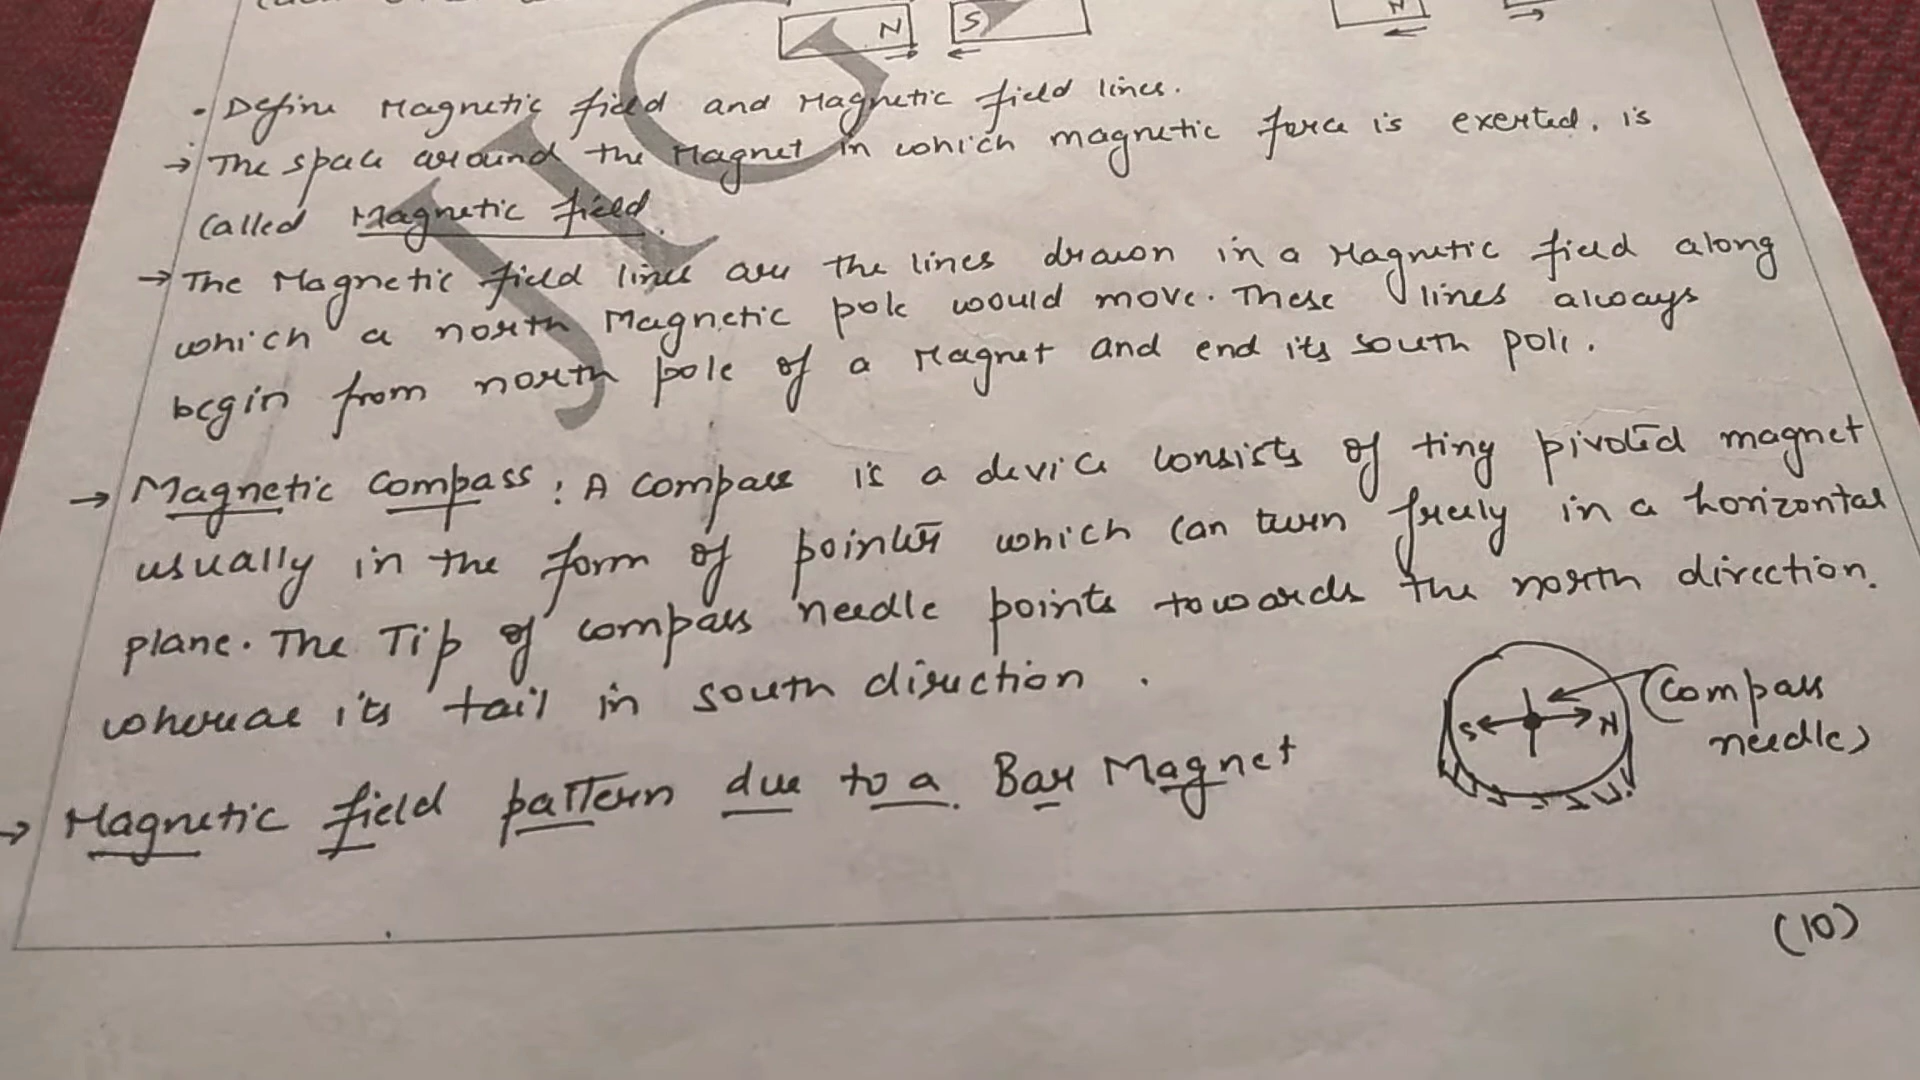 N S N
• Define Magnetic field and Magnetic field lines.
→ The space around the Magnet in which magnetic force is exerted, is
called Magnetic field.
→ The Magnetic field lines are the lines drawn in a Magnetic field along
which a north Magnetic pole would move. These lines always
begin from north pole of a Magnet and end its south pole.
→ Magnetic compass: A compass is a device consists of tiny pivoted magnet
usually in the form of pointer which can turn freely in a horizontal
plane. The Tip of compass needle points towards the north direction.
whereas its tail in south direction.
S N (Compass
needle)
→ Magnetic field pattern due to a Bar Magnet
(10)